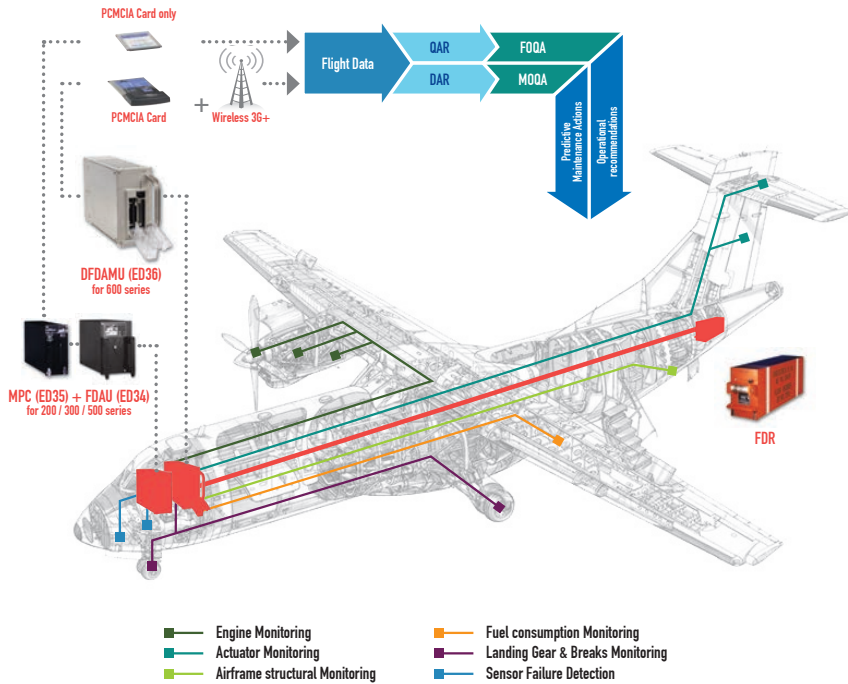 PCMCIA Card only
PCMCIA Card
+
Wireless 3G+
Flight Data
QAR
DAR
FOQA
MOQA
Predictive
Maintenance Actions
Operational
recommendations
DFDAMU (ED36)
for 600 series
MPC (ED35) + FDAU (ED34)
for 200 / 300 / 500 series
FDR
Engine Monitoring
Actuator Monitoring
Airframe structural Monitoring
Fuel consumption Monitoring
Landing Gear & Breaks Monitoring
Sensor Failure Detection